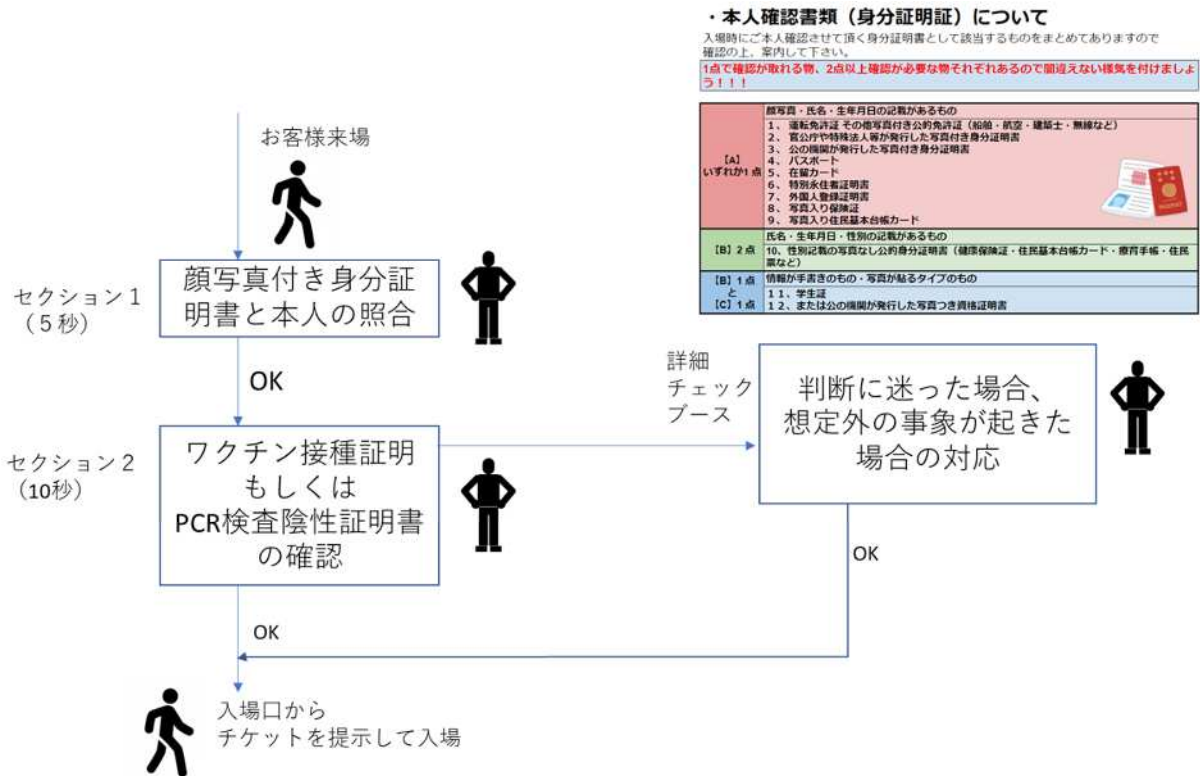 ・本人確認書類（身分証明証）について
入場時にご本人確認させて頂く身分証明書として該当するものをまとめてありますので
確認の上、案内して下さい。
1点で確認が取れる物、2点以上確認が必要な物それぞれあるので間違えない様気を付けましょ
う！！！
【A】
いずれか1点
顔写真・氏名・生年月日の記載があるもの
1、 運転免許証 その他写真付き公的免許証（船舶・航空・建築士・無線など）
2、 官公庁や特殊法人等が発行した写真付き身分証明書
3、 公の機関が発行した写真付き身分証明書
4、 パスポート
5、 在留カード
6、 特別永住者証明書
7、 外国人登録証明書
8、 写真入り保険証
9、 写真入り住民基本台帳カード
【B】2点
氏名・生年月日・性別の記載があるもの
10、性別記載の写真なし公的身分証明書（健康保険証・住民基本台帳カード・療育手帳・住民
票など）
【B】1点
と
【C】1点
情報が手書きのもの・写真が貼るタイプのもの
11、学生証
12、または公の機関が発行した写真つき資格証明書
お客様来場
セクション1
（5秒）
顔写真付き身分証
明書と本人の照合
OK
セクション2
（10秒）
ワクチン接種証明
もしくは
PCR検査陰性証明書
の確認
詳細
チェック
ブース
判断に迷った場合、
想定外の事象が起きた
場合の対応
OK
OK
入場口から
チケットを提示して入場